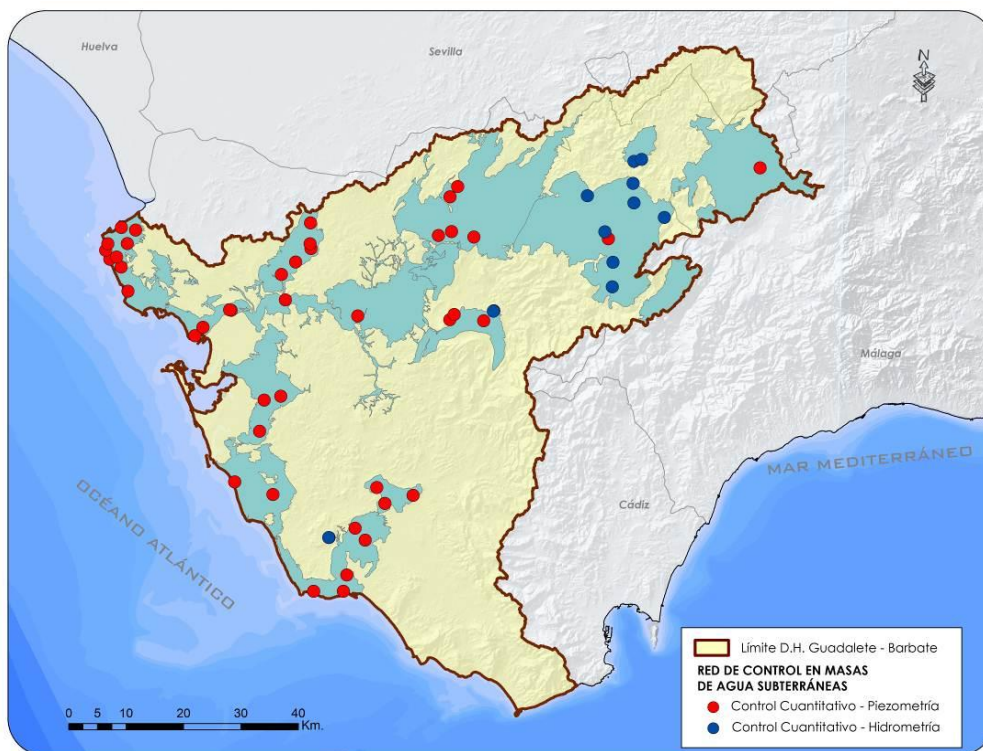 Huelva
Sevilla
N
Málaga
MAR MEDITERRÁNEO
Cádiz
OCÉANO ATLÁNTICO
Límite D.H. Guadalete - Barbate
RED DE CONTROL EN MASAS
DE AGUA SUBTERRÁNEAS
Control Cuantitativo - Piezometría
Control Cuantitativo - Hidrometría
0 5 10 20 30 40
Km.